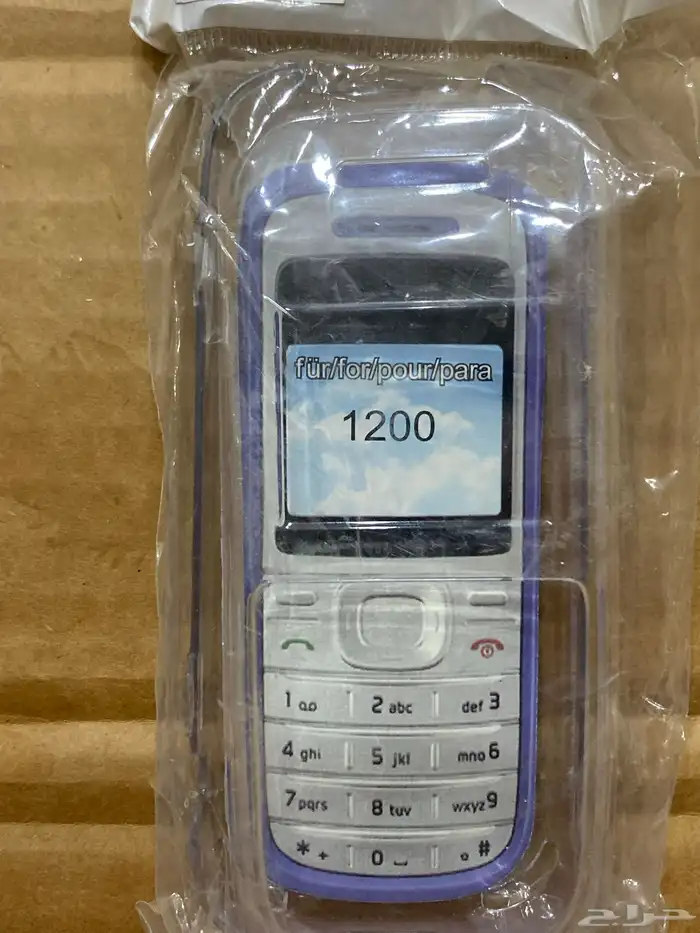 für/for/pour/para
1200
1 ꝏ 2 abc def 3
4 ghi 5 jkl mno 6
7 pqrs 8 tuv wxyz 9
* + 0 ⎵ #
حراج